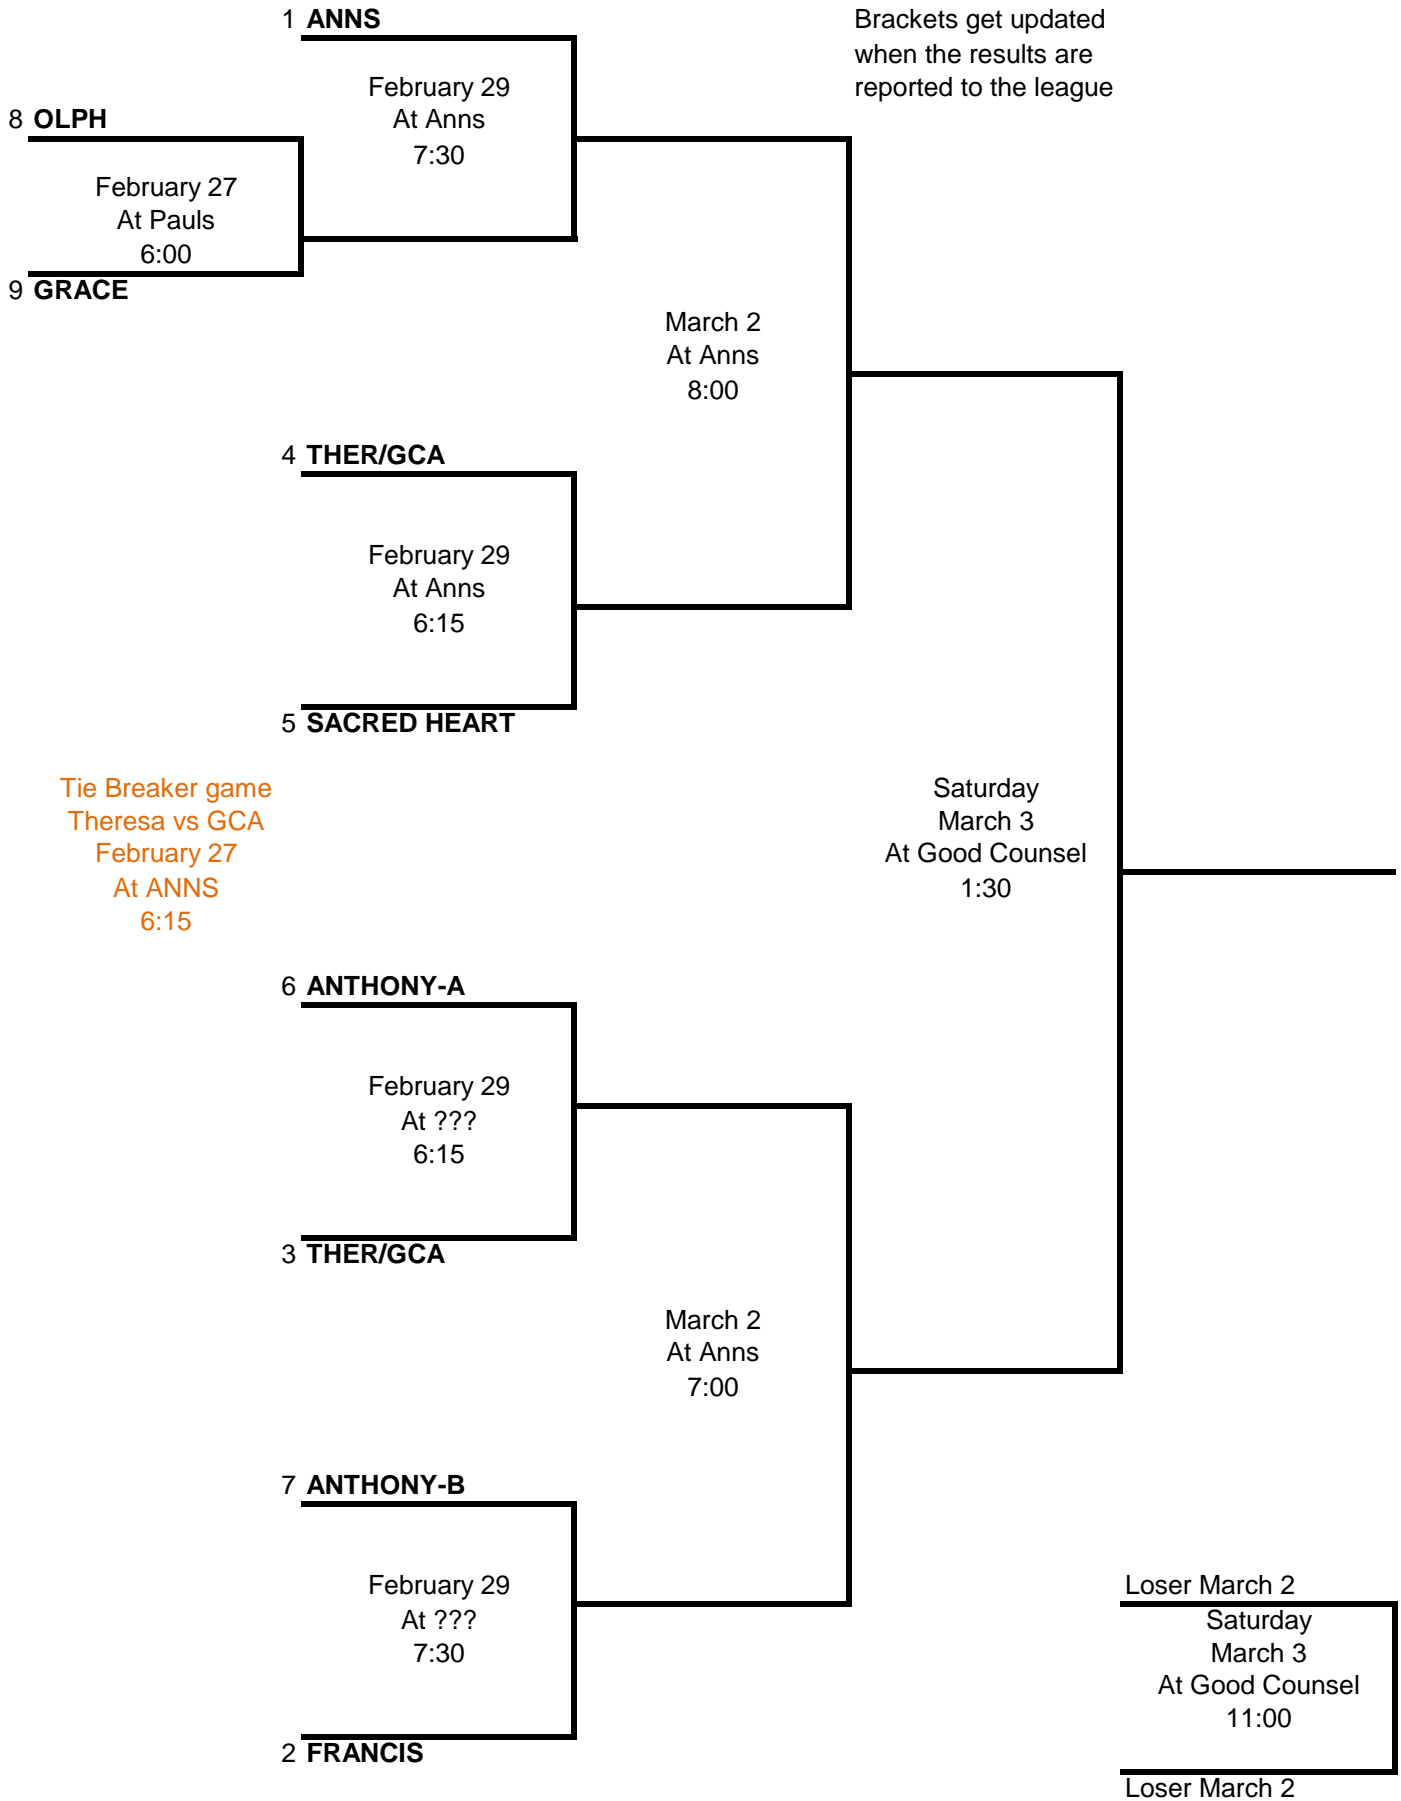 1 ANNS
Brackets get updated
when the results are
reported to the league
February 29
At Anns
7:30
8 OLPH
February 27
At Pauls
6:00
9 GRACE
March 2
At Anns
8:00
4 THER/GCA
February 29
At Anns
6:15
5 SACRED HEART
Tie Breaker game
Theresa vs GCA
February 27
At ANNS
6:15
Saturday
March 3
At Good Counsel
1:30
6 ANTHONY-A
February 29
At ???
6:15
3 THER/GCA
March 2
At Anns
7:00
7 ANTHONY-B
February 29
At ???
7:30
2 FRANCIS
Loser March 2
Saturday
March 3
At Good Counsel
11:00
Loser March 2